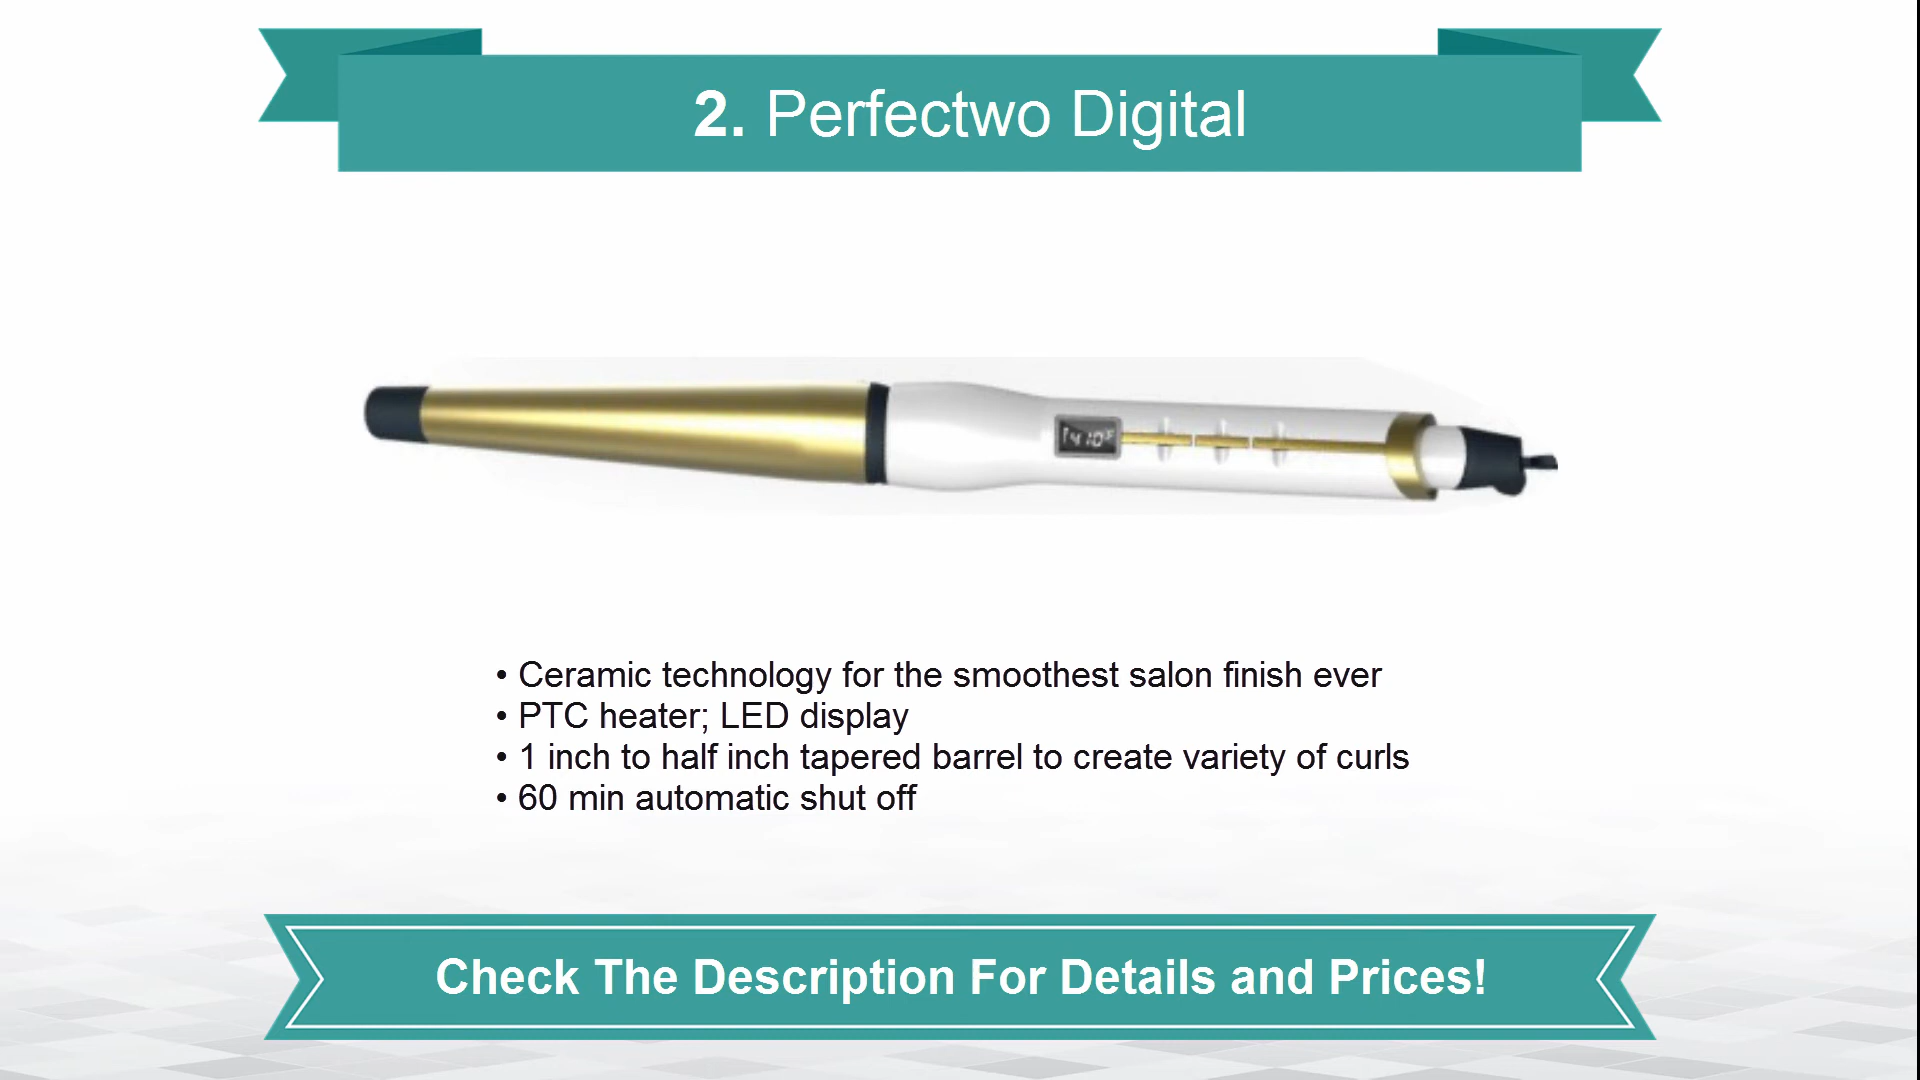 2. Perfectwo Digital
410°F
• Ceramic technology for the smoothest salon finish ever
• PTC heater; LED display
• 1 inch to half inch tapered barrel to create variety of curls
• 60 min automatic shut off
Check The Description For Details and Prices!